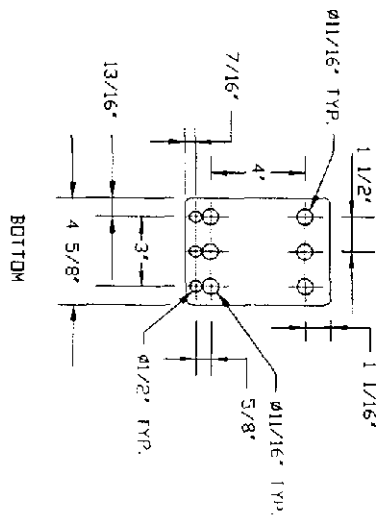 Ø11/16" TYP.
1 1/2"
7/16"
4"
13/16"
3"
4 5/8"
1 1/16"
5/8"
Ø11/16" TYP.
Ø1/2" TYP.
BOTTOM